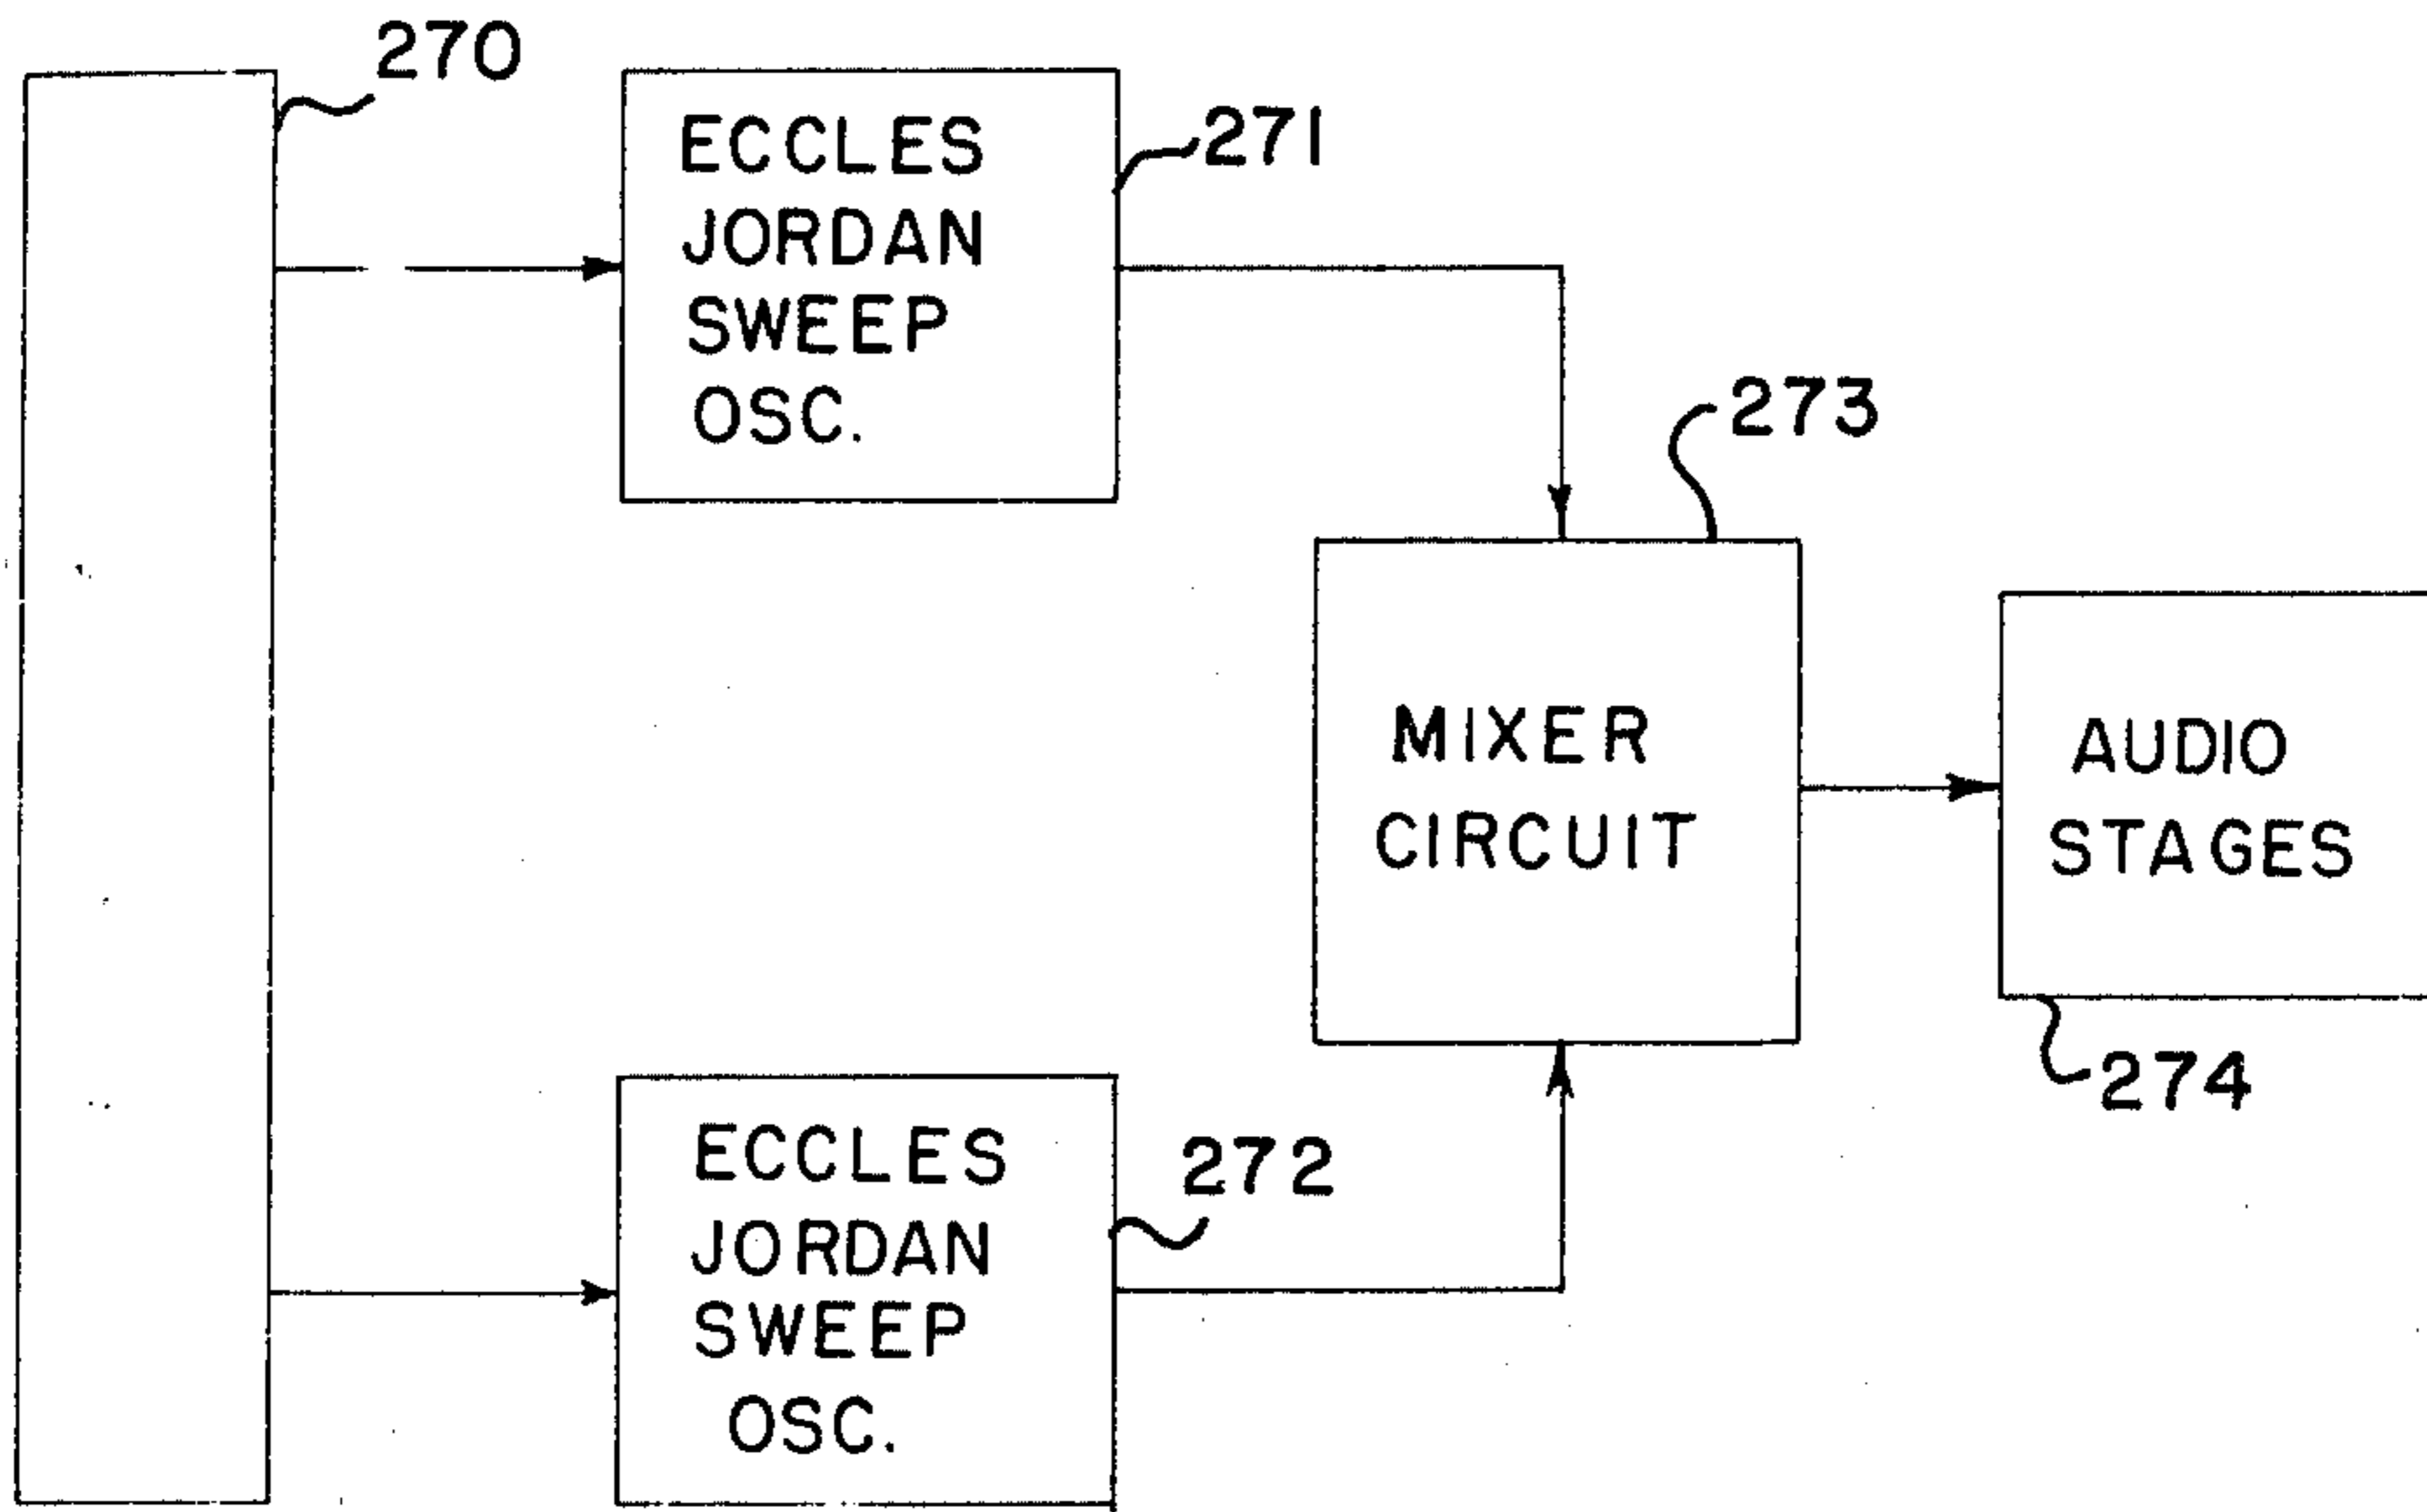 270
ECCLES
JORDAN
SWEEP
OSC.
271
273
MIXER
CIRCUIT
AUDIO
STAGES
274
ECCLES
JORDAN
SWEEP
OSC.
272